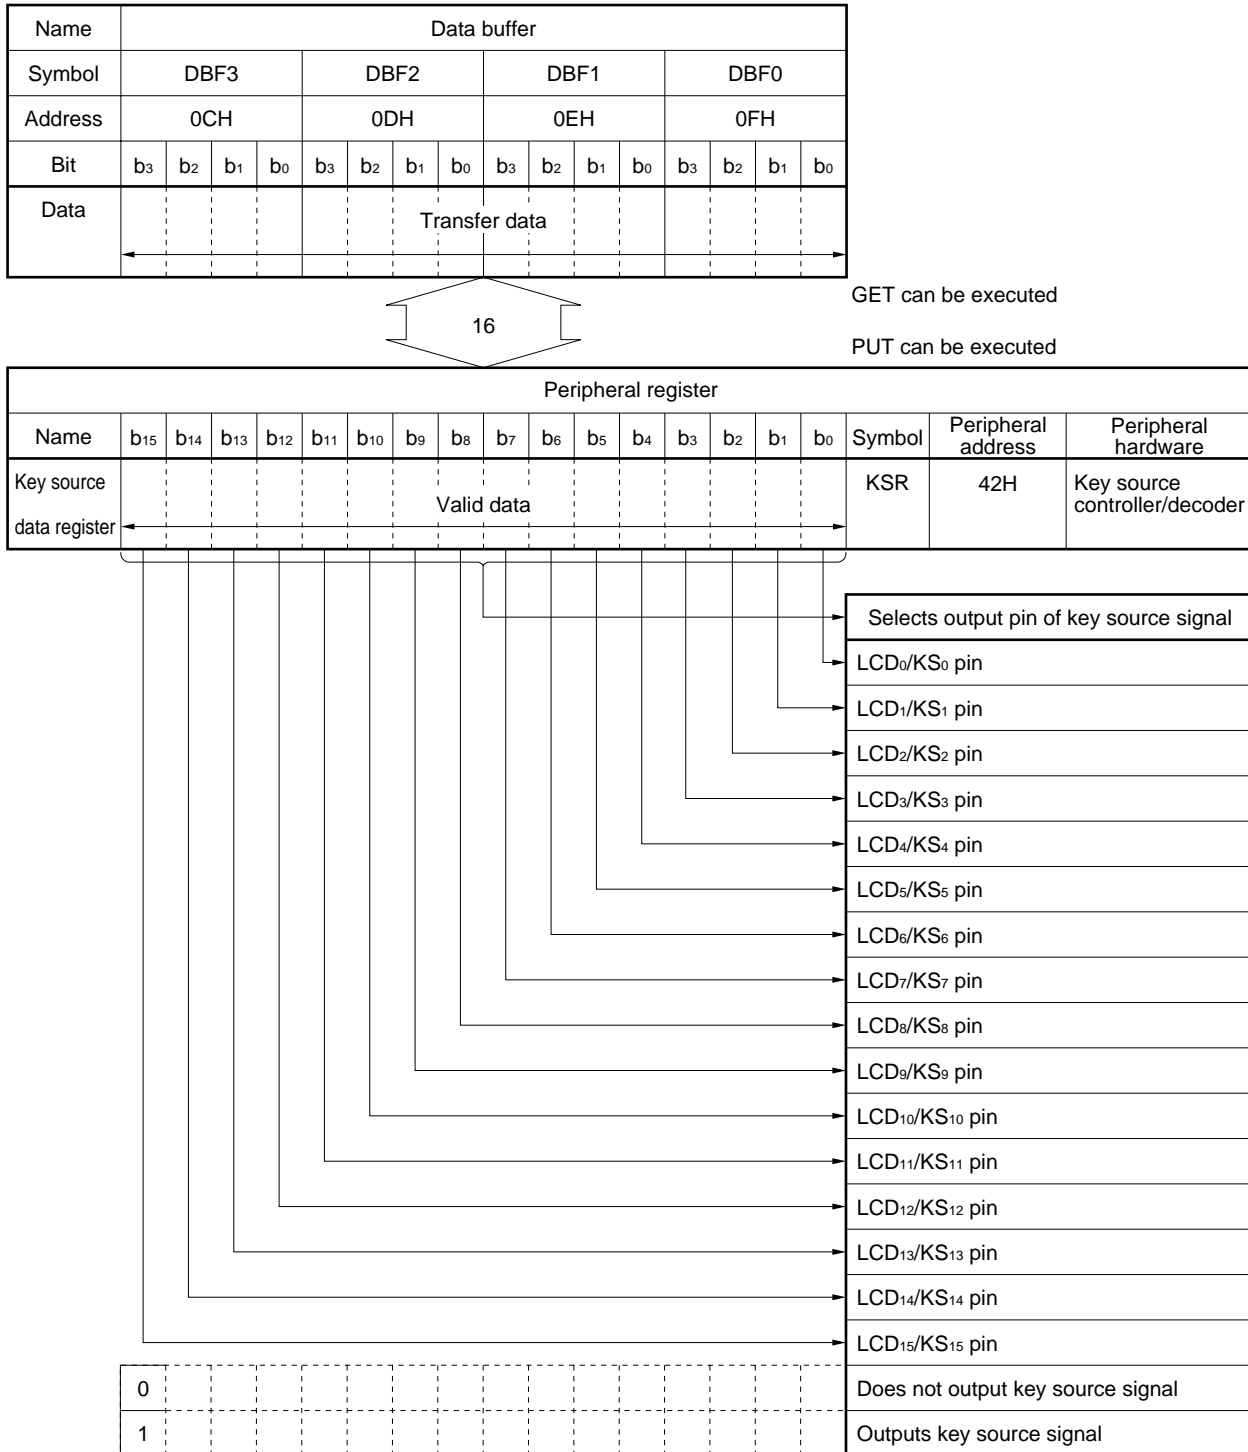 Name Data buffer
Symbol DBF3 DBF2 DBF1 DBF0
Address 0CH 0DH 0EH 0FH
Bit b3 b2 b1 b0 b3 b2 b1 b0 b3 b2 b1 b0 b3 b2 b1 b0
Data
Transfer data
GET can be executed
16
PUT can be executed
Peripheral register
Name b15 b14 b13 b12 b11 b10 b9 b8 b7 b6 b5 b4 b3 b2 b1 b0 Symbol Peripheral address Peripheral hardware
Key source data register Valid data KSR 42H Key source controller/decoder
Selects output pin of key source signal
LCD0/KS0 pin
LCD1/KS1 pin
LCD2/KS2 pin
LCD3/KS3 pin
LCD4/KS4 pin
LCD5/KS5 pin
LCD6/KS6 pin
LCD7/KS7 pin
LCD8/KS8 pin
LCD9/KS9 pin
LCD10/KS10 pin
LCD11/KS11 pin
LCD12/KS12 pin
LCD13/KS13 pin
LCD14/KS14 pin
LCD15/KS15 pin
0 Does not output key source signal
1 Outputs key source signal